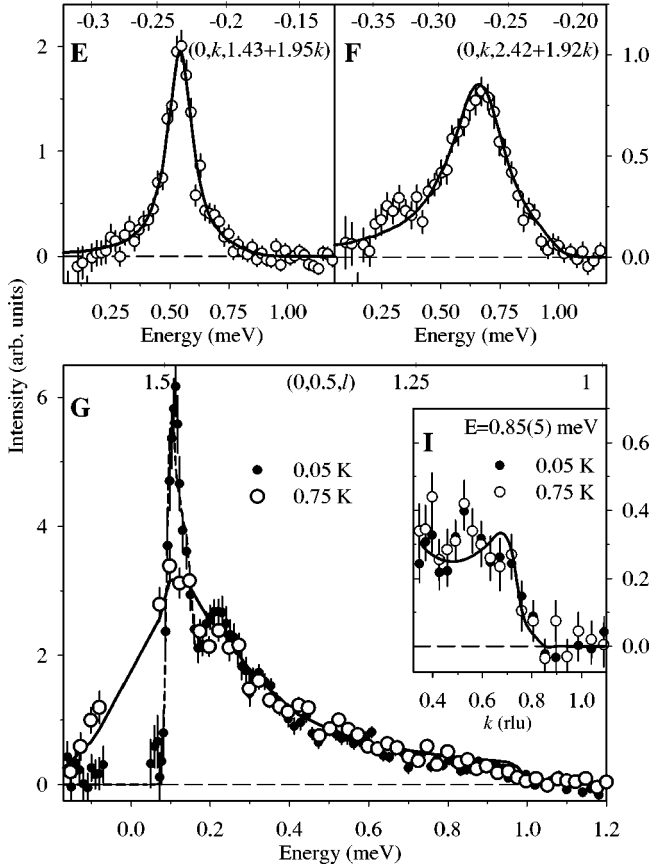 -0.3 -0.25 -0.2 -0.15 -0.35 -0.30 -0.25 -0.20
E (0,k,1.43+1.95k) F (0,k,2.42+1.92k)
2 1.0
1 0.5
0 0.0
0.25 0.50 0.75 1.00 0.25 0.50 0.75 1.00
Energy (meV) Energy (meV)
Intensity (arb. units)
1.5 (0,0.5,l) 1.25 1
6 G I E=0.85(5) meV 0.6
0.05 K 0.05 K
0.75 K 0.75 K
4 0.4
0.2
2 0.0
0.4 0.6 0.8 1.0
k (rlu)
0
0.0 0.2 0.4 0.6 0.8 1.0 1.2
Energy (meV)